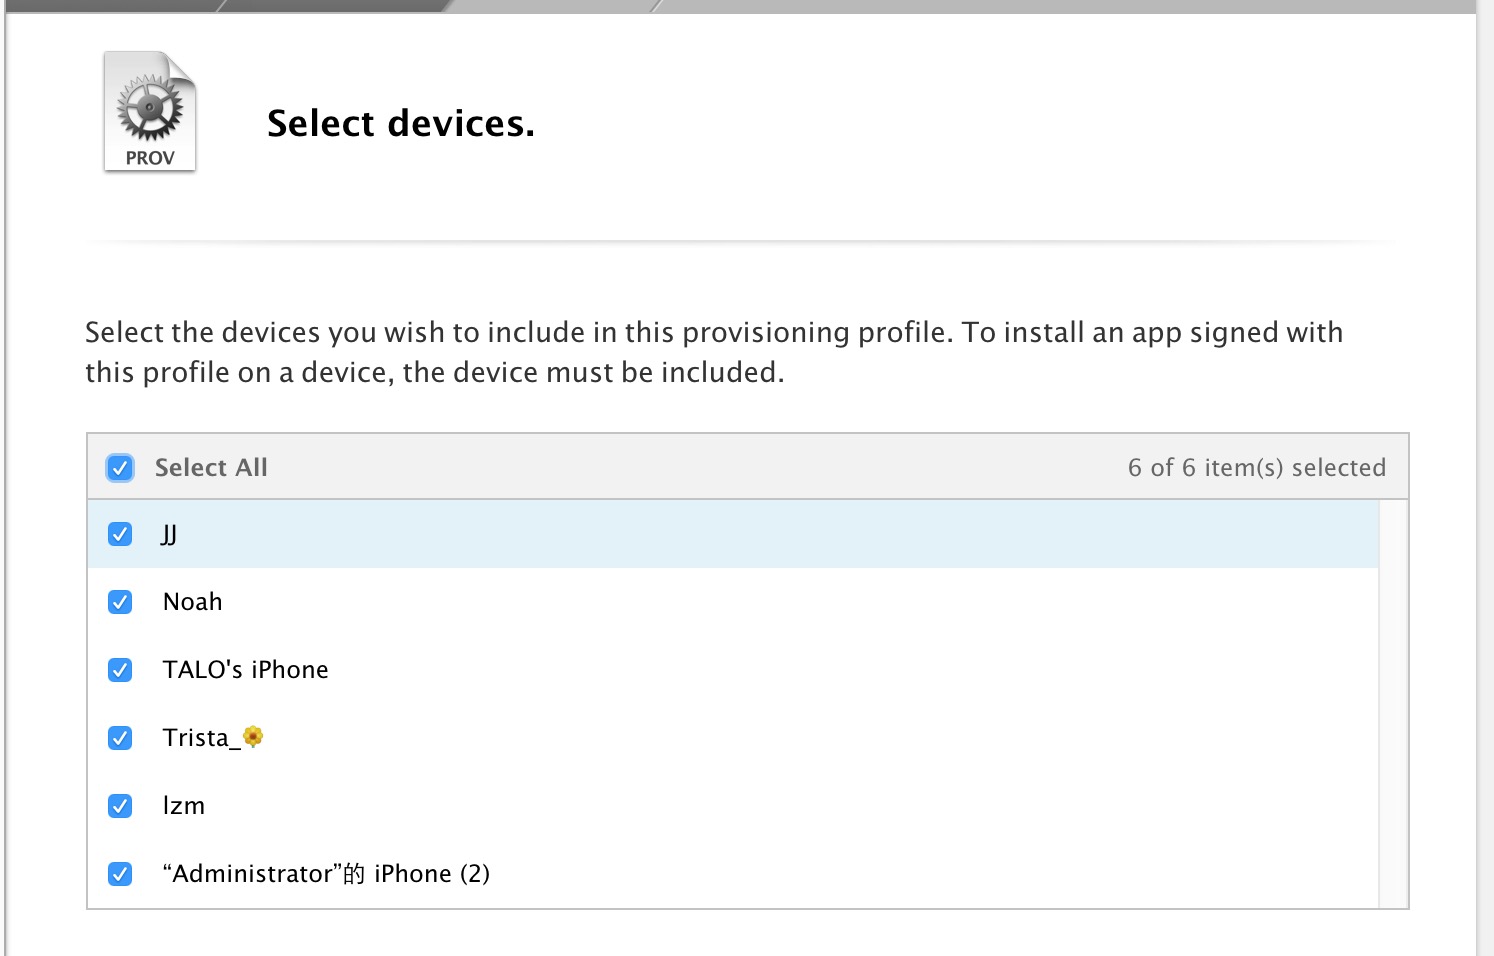 PROV
Select devices.
Select the devices you wish to include in this provisioning profile. To install an app signed with
this profile on a device, the device must be included.
Select All
6 of 6 item(s) selected
JJ
Noah
TALO's iPhone
Trista_🌼
lzm
“Administrator”的 iPhone (2)